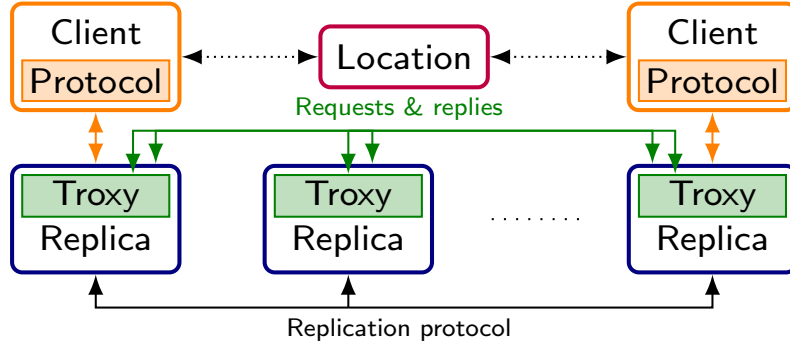 Client
Protocol
Location
Client
Protocol
Requests & replies
Troxy
Replica
Troxy
Replica
Troxy
Replica
Replication protocol